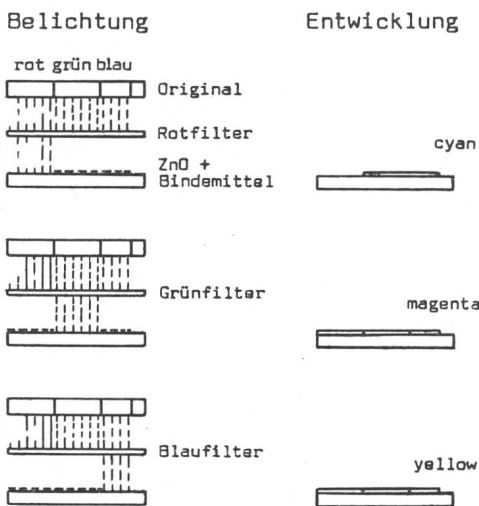 Belichtung Entwicklung
rot grün blau
Original
Rotfilter
cyan
ZnO +
Bindemittel
Grünfilter
magenta
Blaufilter
yellow